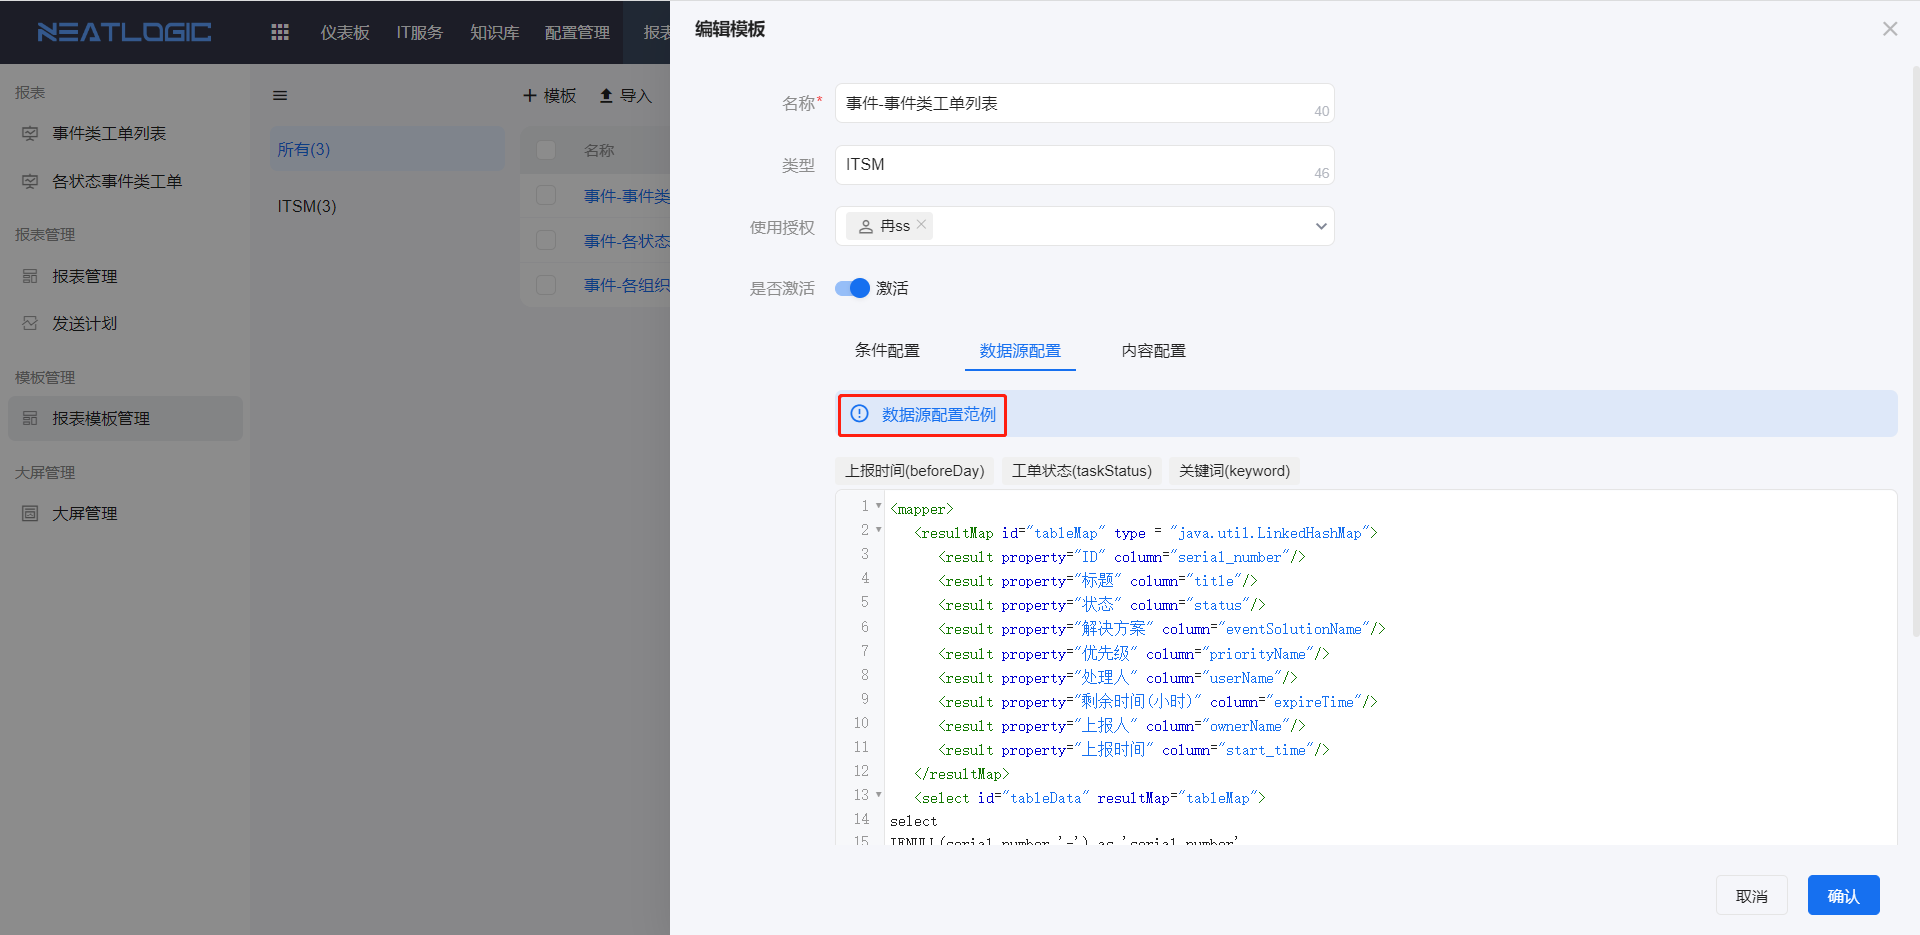 NEATLOGIC
仪表板
IT服务
知识库
配置管理
报表
编辑模板
报表
事件类工单列表
各状态事件类工单
报表管理
报表管理
发送计划
模板管理
报表模板管理
大屏管理
大屏管理
所有(3)
ITSM(3)
模板
导入
名称
事件-事件类
事件-各状态
事件-各组织
名称*
事件-事件类工单列表
40
类型
ITSM
46
使用授权
冉ss
是否激活
激活
条件配置
数据源配置
内容配置
数据源配置范例
上报时间(beforeDay)
工单状态(taskStatus)
关键词(keyword)
1 <mapper>
2 <resultMap id="tableMap" type = "java.util.LinkedHashMap">
3 <result property="ID" column="serial_number"/>
4 <result property="标题" column="title"/>
5 <result property="状态" column="status"/>
6 <result property="解决方案" column="eventSolutionName"/>
7 <result property="优先级" column="priorityName"/>
8 <result property="处理人" column="userName"/>
9 <result property="剩余时间(小时)" column="expireTime"/>
10 <result property="上报人" column="ownerName"/>
11 <result property="上报时间" column="start_time"/>
12 </resultMap>
13 <select id="tableData" resultMap="tableMap">
14 select
15 IFNULL(serial_number,'-') as 'serial_number'
取消
确认